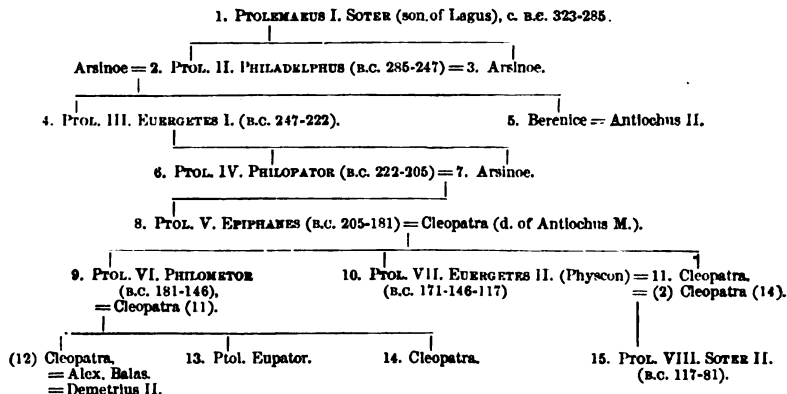 1. PTOLEMAEUS I. SOTER (son of Lagus), c. B.C. 323-285.
Arsinoe = 2. PTOL. II. PHILADELPHUS (B.C. 285-247) = 3. Arsinoe.
4. PTOL. III. EUERGETES I. (B.C. 247-222). 5. Berenice = Antiochus II.
6. PTOL. IV. PHILOPATOR (B.C. 222-205) = 7. Arsinoe.
8. PTOL. V. EPIPHANES (B.C. 205-181) = Cleopatra (d. of Antiochus M.).
9. PTOL. VI. PHILOMETOR 10. PTOL. VII. EUERGETES II. (Physcon) = 11. Cleopatra,
(B.C. 181-146), (B.C. 171-146-117) = (2) Cleopatra (14).
= Cleopatra (11).
(12) Cleopatra, 13. Ptol. Eupator. 14. Cleopatra.
= Alex. Balas. 15. PTOL. VIII. SOTER II.
= Demetrius II. (B.C. 117-81).